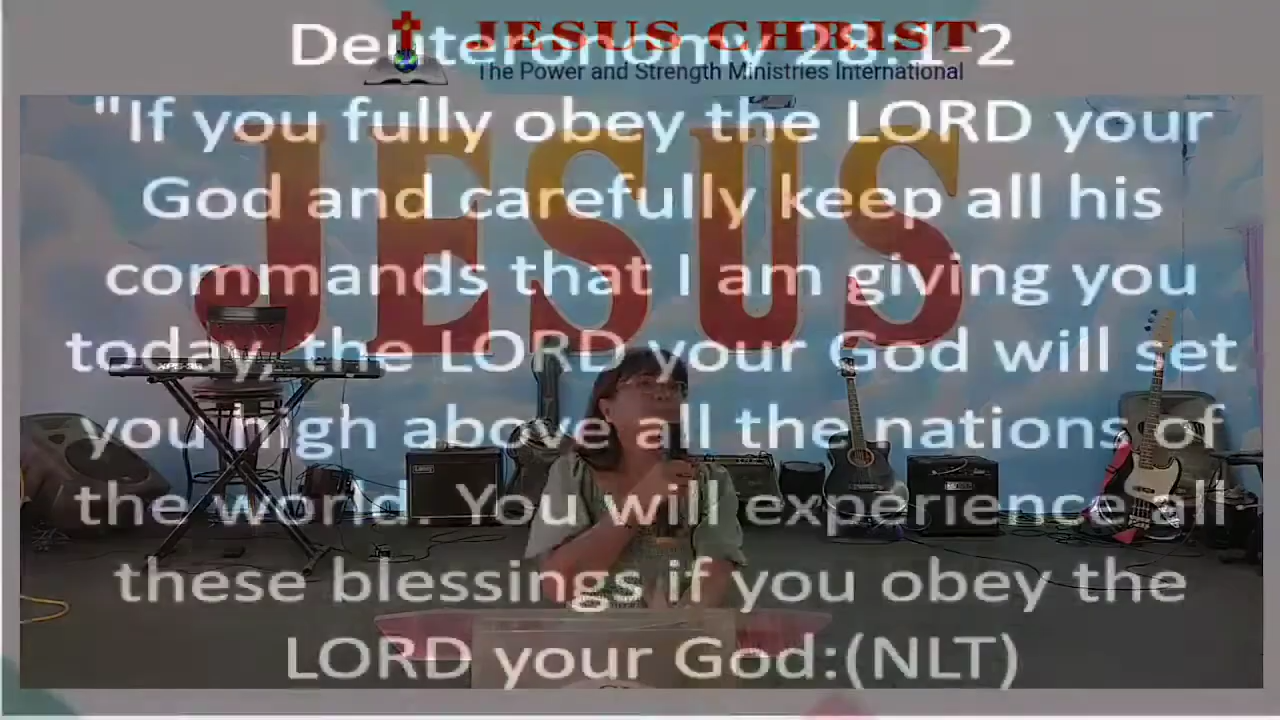 JESUS CHRIST
The Power and Strength Ministries International
Deuteronomy 28:1-2
"If you fully obey the LORD your
God and carefully keep all his
commands that I am giving you
today, the LORD your God will set
you high above all the nations of
the world. You will experience all
these blessings if you obey the
LORD your God:(NLT)
JESUS